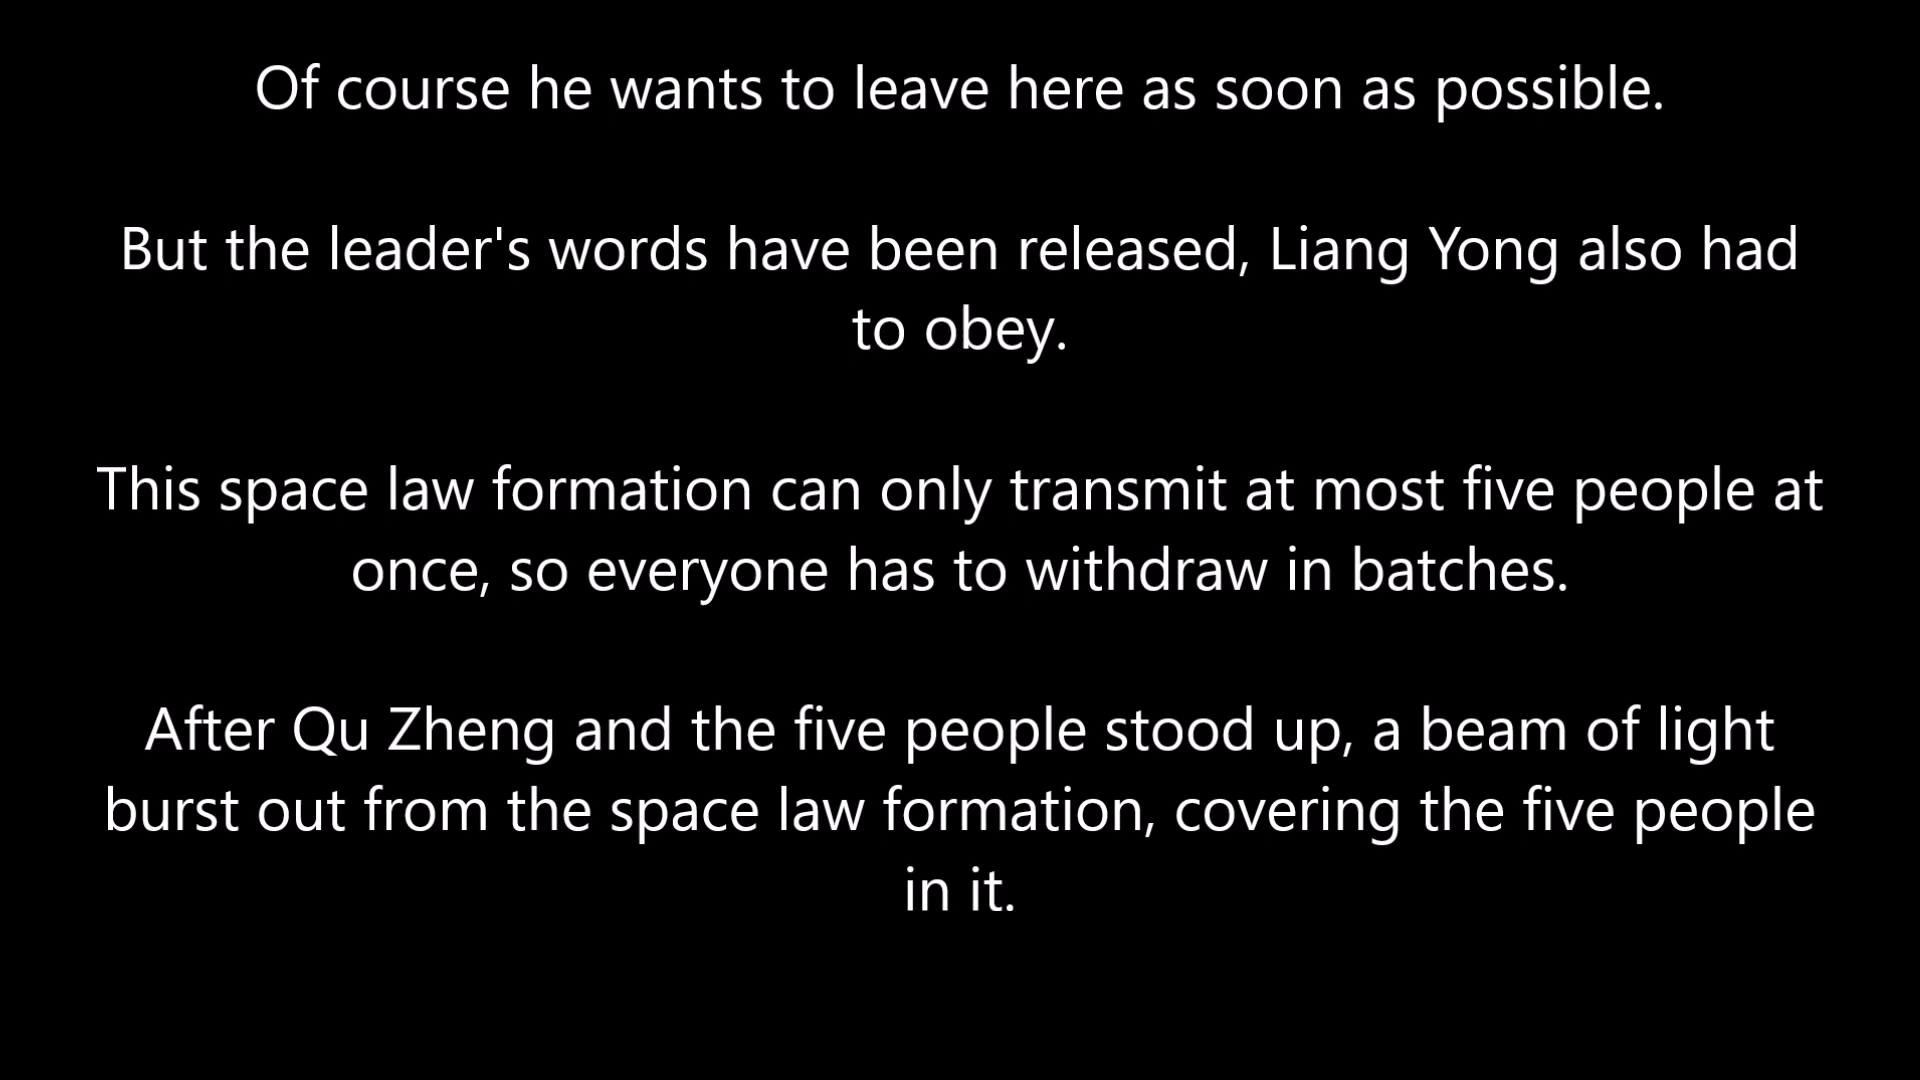 Of course he wants to leave here as soon as possible.
But the leader's words have been released, Liang Yong also had
to obey.
This space law formation can only transmit at most five people at
once, so everyone has to withdraw in batches.
After Qu Zheng and the five people stood up, a beam of light
burst out from the space law formation, covering the five people
in it.